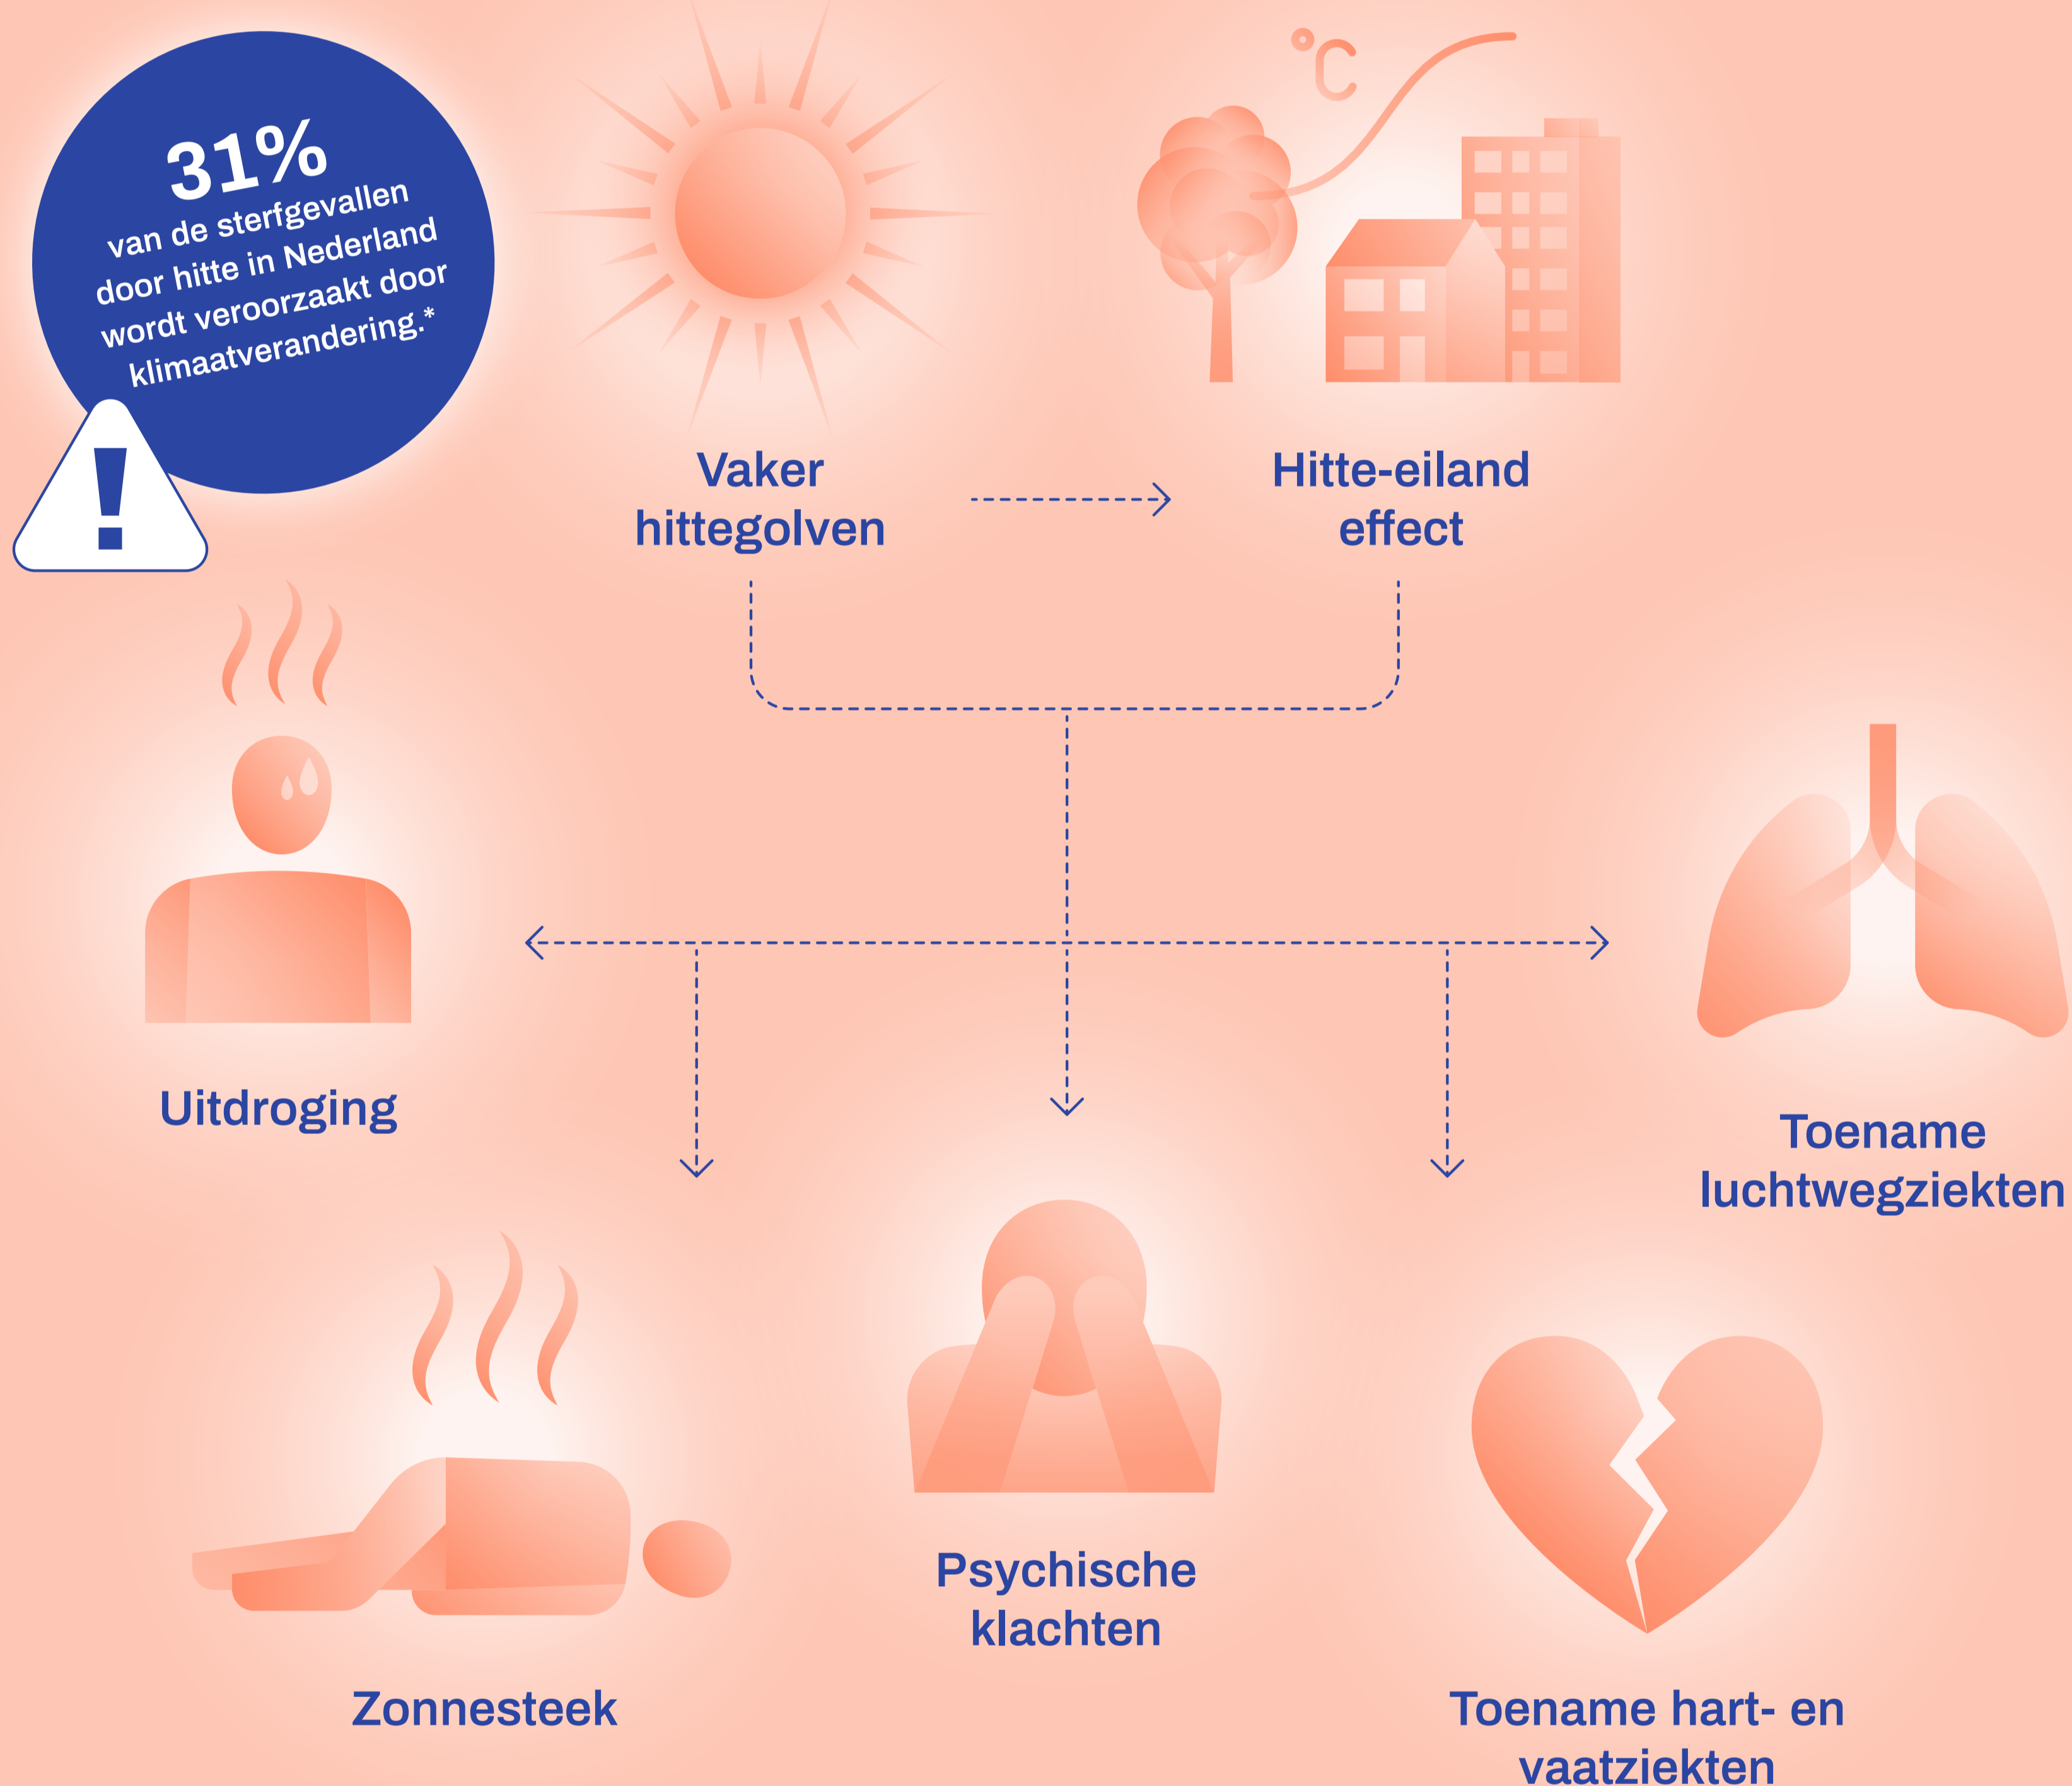 31%
van de sterfgevallen
door hitte in Nederland
wordt veroorzaakt door
klimaatverandering.*
!
°C
Vaker
hittegolven
Hitte-eiland
effect
Uitdroging
Toename
luchtwegziekten
Zonnesteek
Psychische
klachten
Toename hart- en
vaatziekten